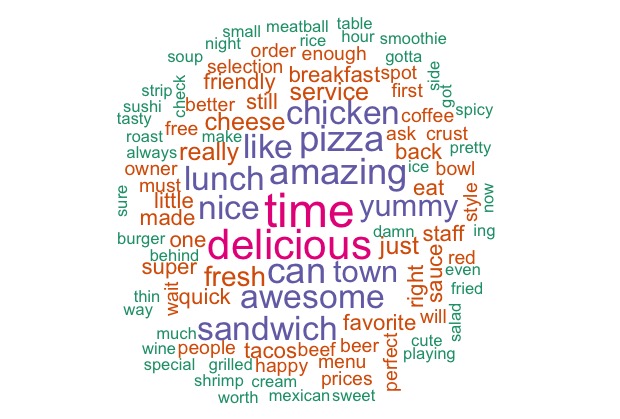 small meatball table
night rice hour smoothie
soup order enough gotta
selection breakfast spot side
strip check friendly service first got
sushi better still chicken coffee spicy
tasty free cheese pizza ask crust
roast make like back pretty
always really amazing ice bowl
owner lunch eat
sure must little nice time yummy style now
made damn staff ing
burger one delicious just sauce red
behind fresh can town right even
super awesome fried
thin wait quick will salad
way sandwich favorite
much cute
wine people tacos beef beer perfect playing
special grilled happy menu
shrimp cream prices
worth mexican sweet